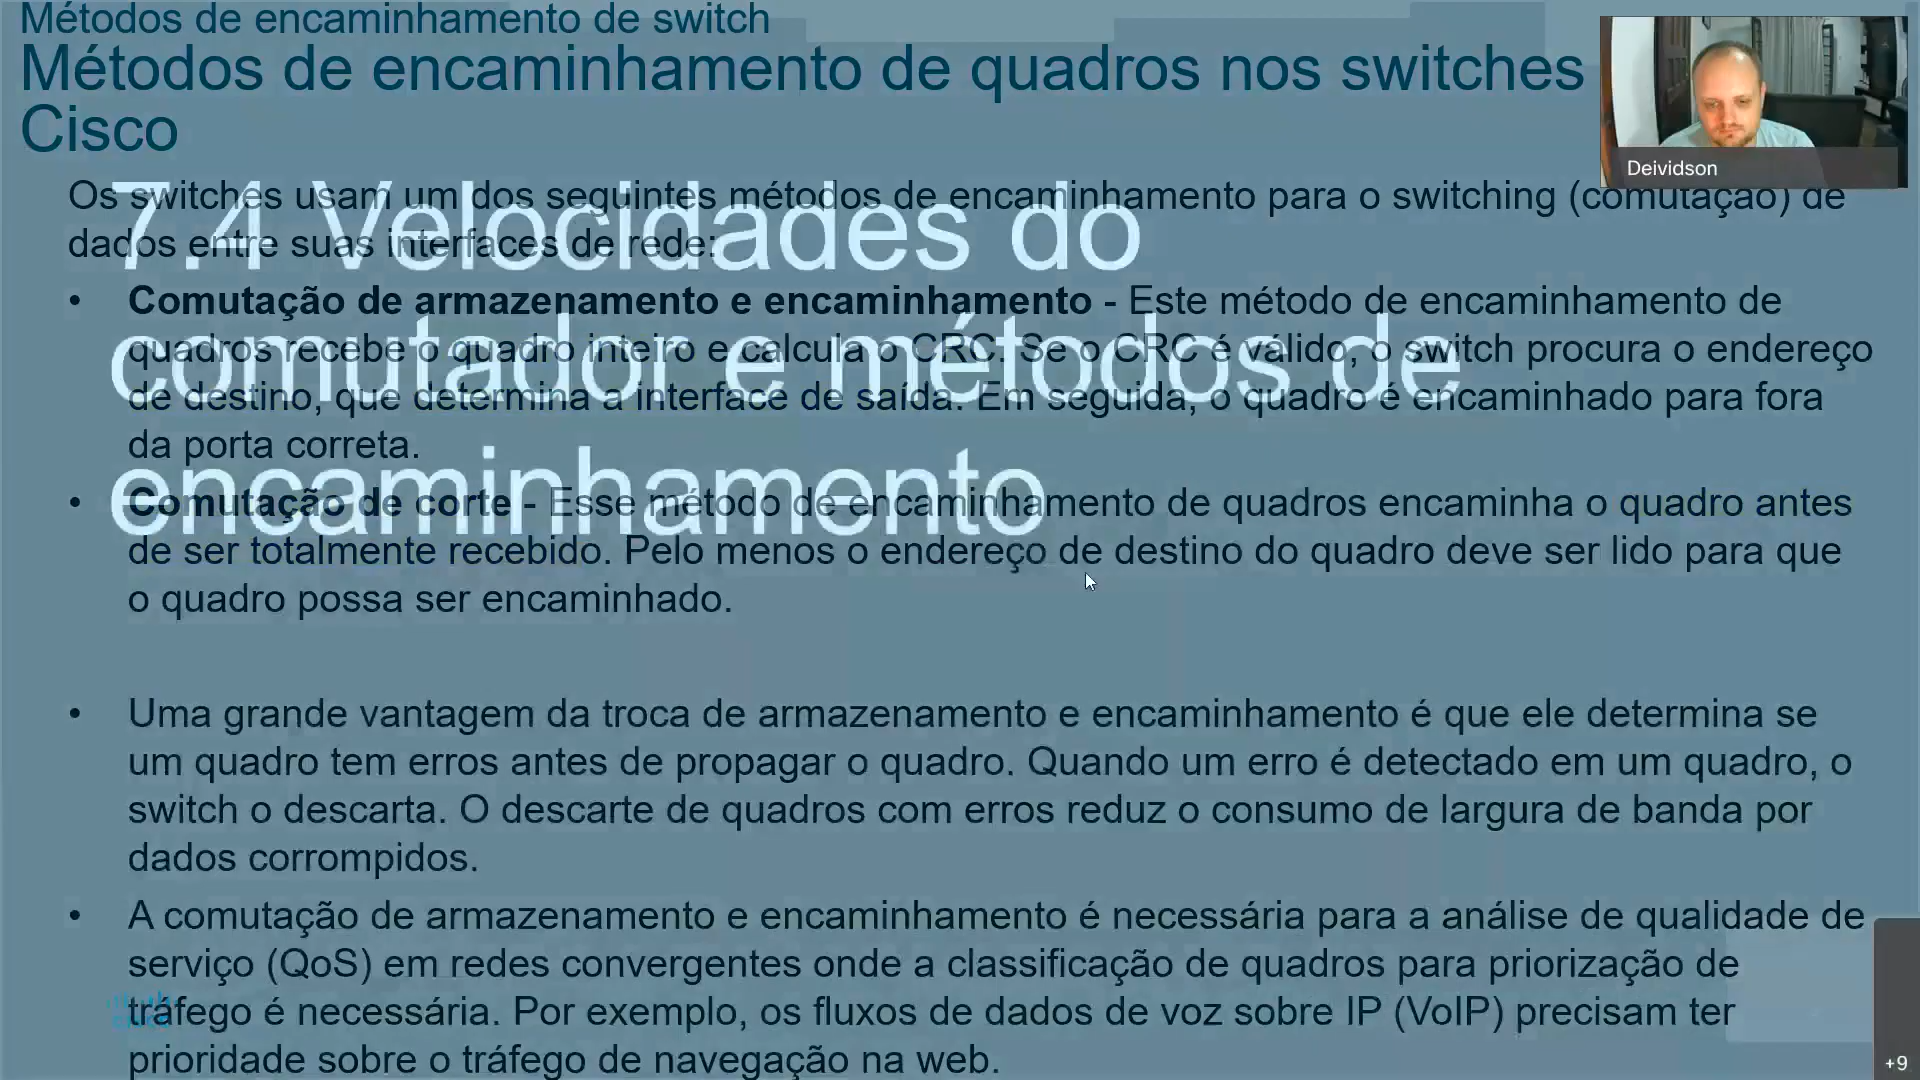 Métodos de encaminhamento de switch
Métodos de encaminhamento de quadros nos switches
Cisco
Deividson
Os switches usam um dos seguintes métodos de encaminhamento para o switching (comutação) de
dados entre suas interfaces de rede:
7.4 Velocidades do
comutador e métodos de
encaminhamento
• Comutação de armazenamento e encaminhamento - Este método de encaminhamento de
quadros recebe o quadro inteiro e calcula o CRC. Se o CRC é válido, o switch procura o endereço
de destino, que determina a interface de saída. Em seguida, o quadro é encaminhado para fora
da porta correta.
• Comutação de corte - Esse método de encaminhamento de quadros encaminha o quadro antes
de ser totalmente recebido. Pelo menos o endereço de destino do quadro deve ser lido para que
o quadro possa ser encaminhado.
• Uma grande vantagem da troca de armazenamento e encaminhamento é que ele determina se
um quadro tem erros antes de propagar o quadro. Quando um erro é detectado em um quadro, o
switch o descarta. O descarte de quadros com erros reduz o consumo de largura de banda por
dados corrompidos.
• A comutação de armazenamento e encaminhamento é necessária para a análise de qualidade de
serviço (QoS) em redes convergentes onde a classificação de quadros para priorização de
tráfego é necessária. Por exemplo, os fluxos de dados de voz sobre IP (VoIP) precisam ter
prioridade sobre o tráfego de navegação na web.
cisco
+9